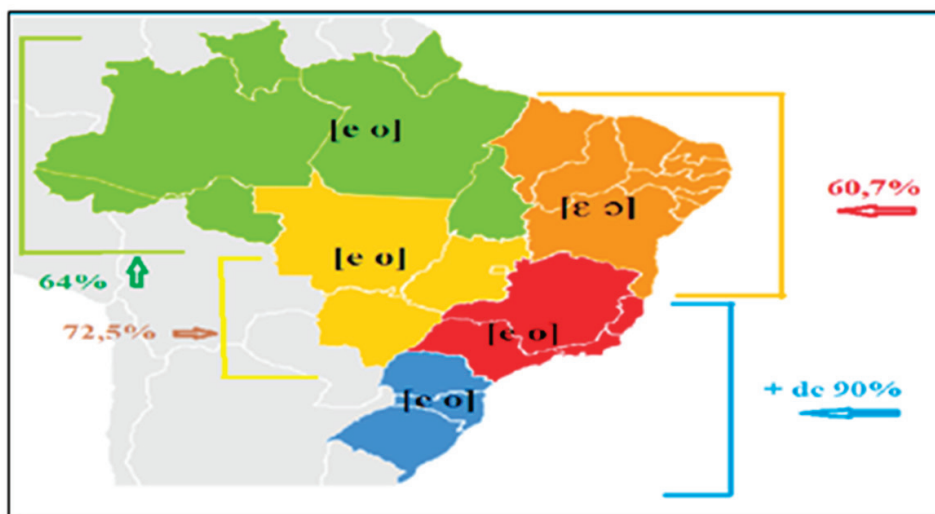 [e o]
60,7%
[ɛ ɔ]
[e o]
64%
72,5%
[e o]
+ de 90%
[e o]